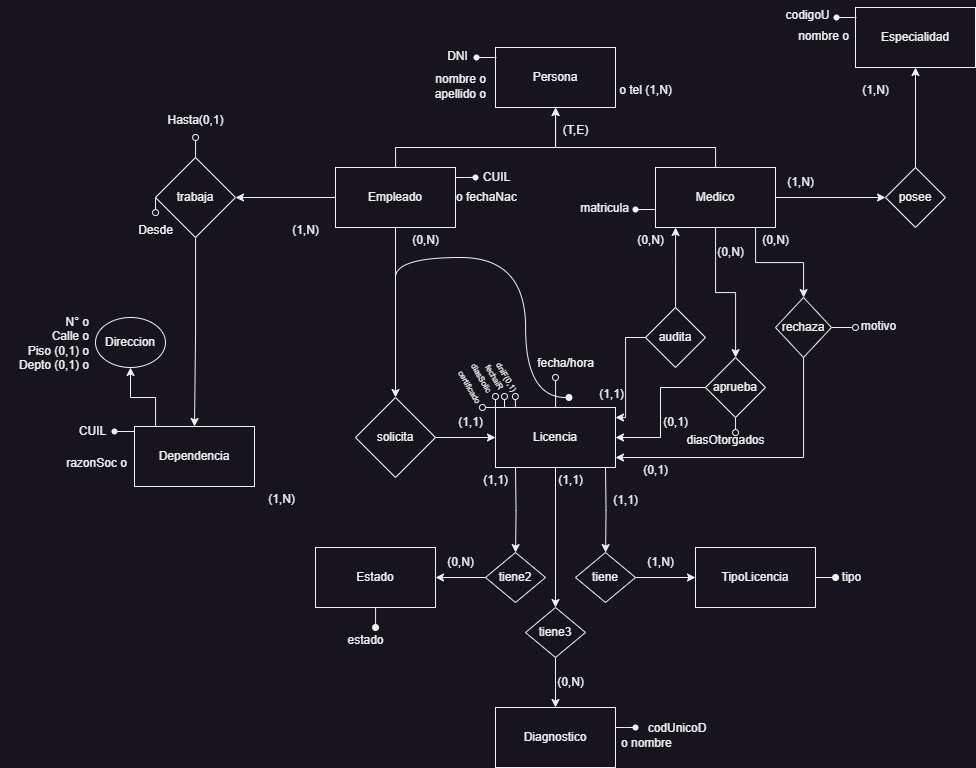 codigoU
nombre o
Especialidad
DNI
nombre o
apellido o
Persona
o tel (1,N)
(1,N)
Hasta(0,1)
(T,E)
trabaja
Desde
Empleado
CUIL
o fechaNac
matricula
Medico
(1,N)
posee
(1,N)
(0,N)
(0,N)
(0,N)
(0,N)
N° o
Calle o
Piso (0,1) o
Depto (0,1) o
Direccion
audita
rechaza
motivo
fecha/hora
aprueba
certificado
diasSolic
fechaIR
dniF(0,1)
(1,1)
(1,1)
(0,1)
diasOtorgados
CUIL
razonSoc o
Dependencia
solicita
Licencia
(0,1)
(1,N)
(1,1)
(1,1)
(1,1)
Estado
(0,N)
tiene2
tiene
(1,N)
TipoLicencia
tipo
estado
tiene3
(0,N)
Diagnostico
codUnicoD
o nombre